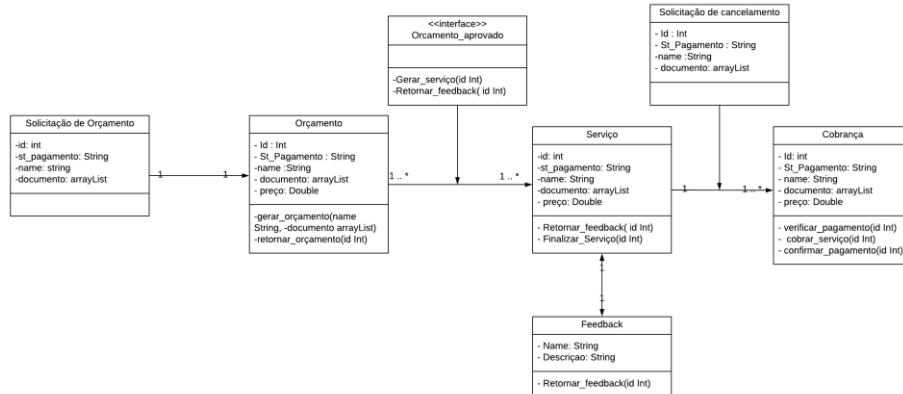 <<interface>>
Orcamento_aprovado
-Gerar_serviço(id Int)
-Retornar_feedback( id Int)
Solicitação de cancelamento
- Id : Int
- St_Pagamento : String
-name :String
- documento: arrayList
Solicitação de Orçamento
-id: int
-st_pagamento: String
-name: string
-documento: arrayList
1
1
Orçamento
- Id : Int
- St_Pagamento : String
-name :String
- documento: arrayList
- preço: Double
-gerar_orçamento(name
String, -documento arrayList)
-retornar_orçamento(id Int)
1 .. *
1 .. *
Serviço
-id: int
-st_pagamento: String
-name: String
-documento: arrayList
- preço: Double
- Retornar_feedback( id Int)
- Finalizar_Serviço(id Int)
1
1 .. *
Cobrança
- Id: int
- St_Pagamento: String
- name: String
- documento: arrayList
- preço: Double
- verificar_pagamento(id Int)
- cobrar_serviço(id Int)
- confirmar_pagamento(id Int)
1
1
Feedback
- Name: String
- Descriçao: String
- Retornar_feedback(id Int)